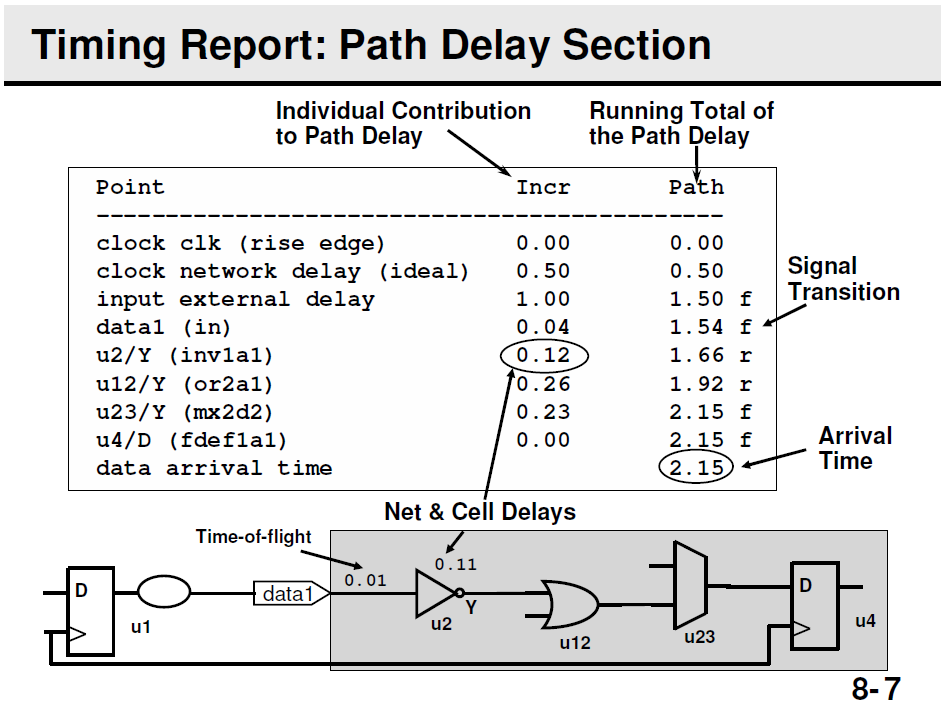 Timing Report: Path Delay Section
Individual Contribution
to Path Delay
Running Total of
the Path Delay
Point Incr Path
-----------------------------------------------
clock clk (rise edge) 0.00 0.00
clock network delay (ideal) 0.50 0.50
input external delay 1.00 1.50 f
data1 (in) 0.04 1.54 f
u2/Y (inv1a1) 0.12 1.66 r
u12/Y (or2a1) 0.26 1.92 r
u23/Y (mx2d2) 0.23 2.15 f
u4/D (fdef1a1) 0.00 2.15 f
data arrival time 2.15
Signal
Transition
Arrival
Time
Net & Cell Delays
Time-of-flight
0.01
0.11
D
u1
data1
Y
u2
u12
u23
D
u4
8-7